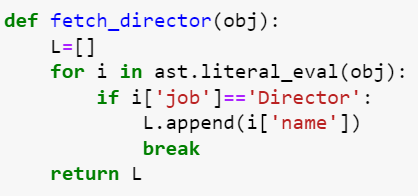 def fetch_director(obj):
    L=[]
    for i in ast.literal_eval(obj):
        if i['job']=='Director':
            L.append(i['name'])
            break
    return L